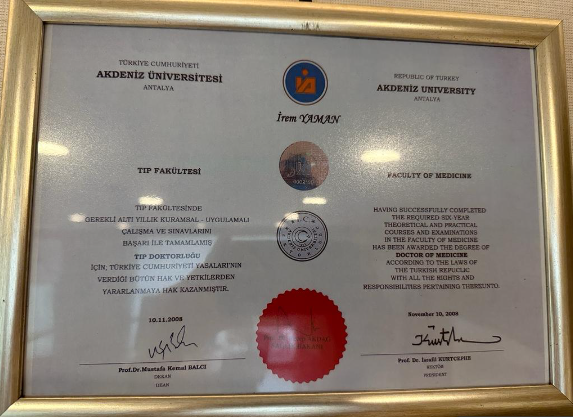 TÜRKİYE CUMHURİYETİ
AKDENİZ ÜNİVERSİTESİ
ANTALYA
REPUBLIC OF TURKEY
AKDENIZ UNIVERSITY
ANTALYA
İrem YAMAN
TIP FAKÜLTESİ
TIP FAKÜLTESİNDE
GEREKLİ ALTI YILLIK KURAMSAL - UYGULAMALI
ÇALIŞMA VE SINAVLARINI
BAŞARI İLE TAMAMLAMIŞ
TIP DOKTORLUĞU
İÇİN, TÜRKİYE CUMHURİYETİ YASALARI'NIN
VERDİĞİ BÜTÜN HAK VE YETKİLERDEN
YARARLANMAYA HAK KAZANMIŞTIR.
FACULTY OF MEDICINE
HAVING SUCCESSFULLY COMPLETED
THE REQUIRED SIX YEAR
THEORETICAL AND PRACTICAL
COURSES AND EXAMINATIONS
IN THE FACULTY OF MEDICINE
HAS BEEN AWARDED THE DEGREE OF
DOCTOR OF MEDICINE
ACCORDING TO THE LAWS OF
THE TURKISH REPUCLIC
WITH ALL THE RIGHTS AND
RESPONSIBILITIES PERTAINING THEREUNTO.
10.11.2008
Prof.Dr.Mustafa Kemal BALCI
DEKAN
DEAN
November 10, 2008
Prof. Dr. İsrafil KURTCEPHE
REKTÖR
PRESIDENT